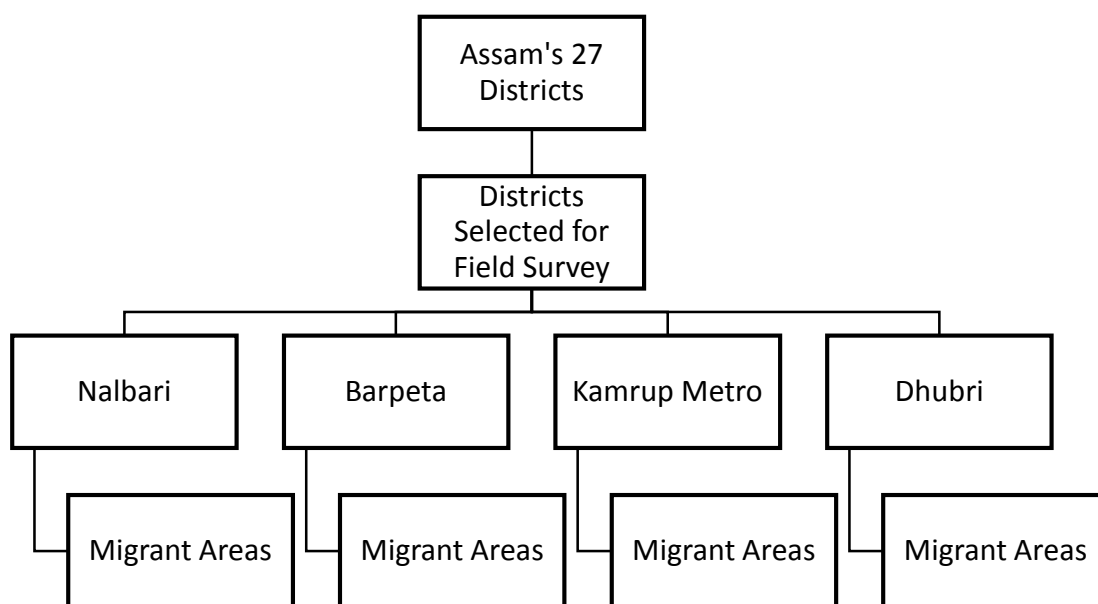 Assam's 27
Districts
Districts
Selected for
Field Survey
Nalbari
Barpeta
Kamrup Metro
Dhubri
Migrant Areas
Migrant Areas
Migrant Areas
Migrant Areas